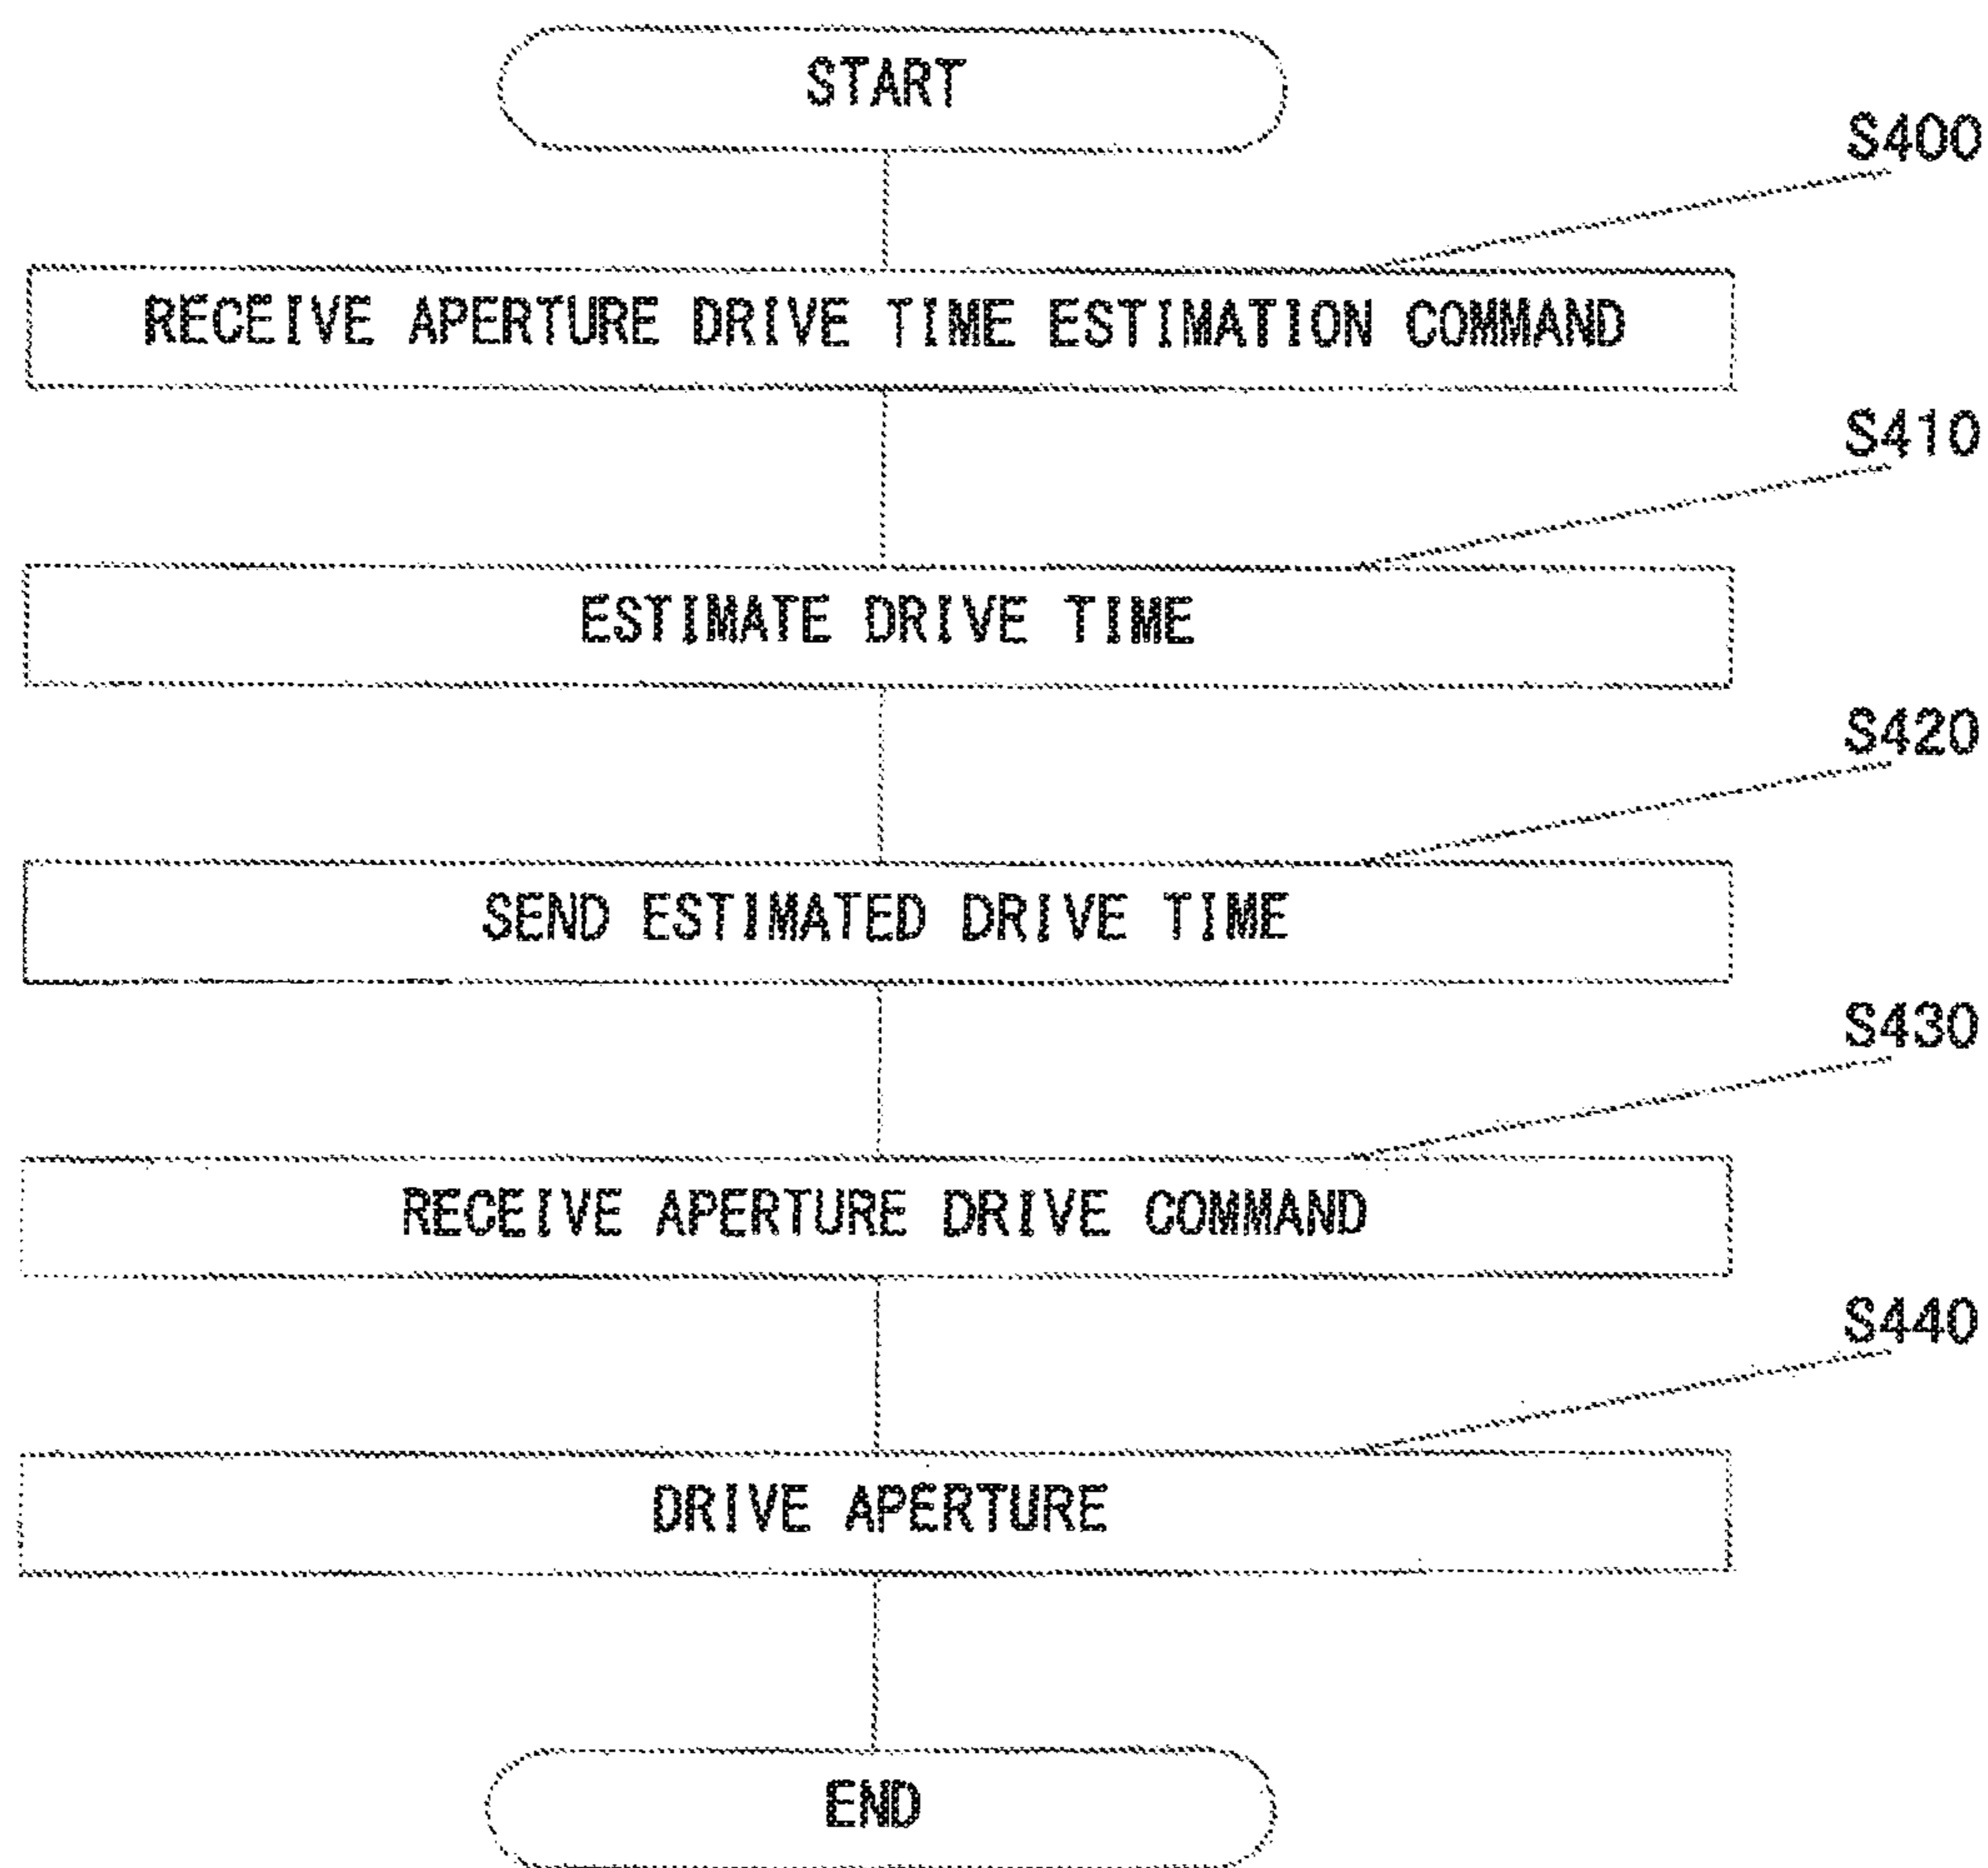 START
S400
RECEIVE APERTURE DRIVE TIME ESTIMATION COMMAND
S410
ESTIMATE DRIVE TIME
S420
SEND ESTIMATED DRIVE TIME
S430
RECEIVE APERTURE DRIVE COMMAND
S440
DRIVE APERTURE
END